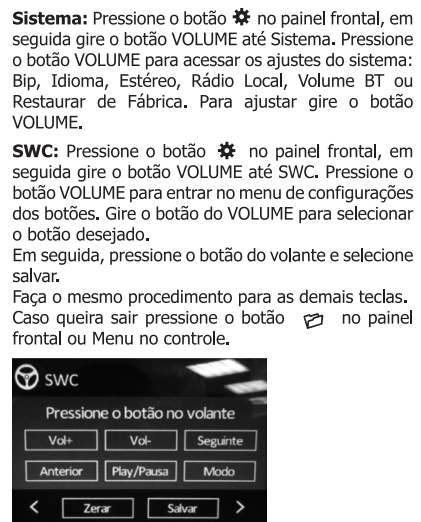 Sistema: Pressione o botão ⚙ no painel frontal, em
seguida gire o botão VOLUME até Sistema. Pressione
o botão VOLUME para acessar os ajustes do sistema:
Bip, Idioma, Estéreo, Rádio Local, Volume BT ou
Restaurar de Fábrica. Para ajustar gire o botão
VOLUME.
SWC: Pressione o botão ⚙ no painel frontal, em
seguida gire o botão VOLUME até SWC. Pressione o
botão VOLUME para entrar no menu de configurações
dos botões. Gire o botão do VOLUME para selecionar
o botão desejado.
Em seguida, pressione o botão do volante e selecione
salvar.
Faça o mesmo procedimento para as demais teclas.
Caso queira sair pressione o botão no painel
frontal ou Menu no controle.
SWC
Pressione o botão no volante
Vol+ Vol- Seguinte
Anterior Play/Pausa Modo
< Zerar Salvar >